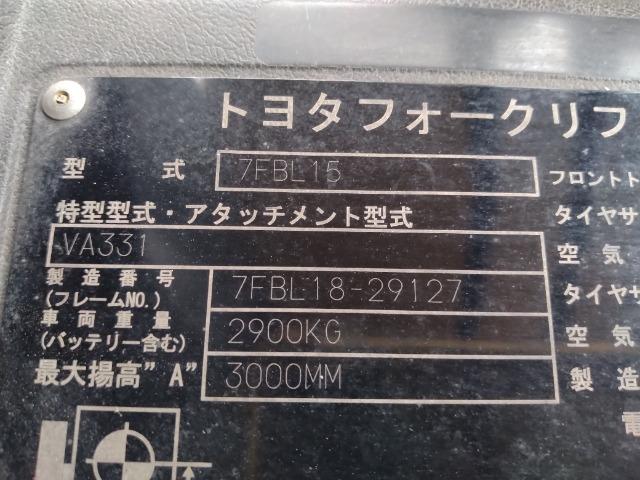 トヨタフォークリフ
型 式 7FBL15 フロントト
特型型式・アタッチメント型式 タイヤサ
VA331 空 気
製造番号 (フレームNO.) 7FBL18-29127 タイヤサ
車両重量 (バッテリー含む) 2900KG 空 気
最大揚高"A" 3000MM 製 造
電